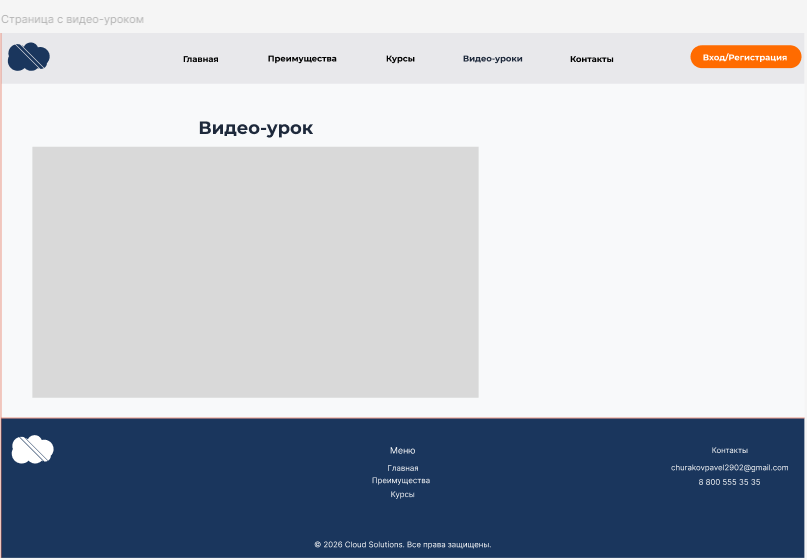 Страница с видео-уроком
Главная
Преимущества
Курсы
Видео-уроки
Контакты
Вход/Регистрация
Видео-урок
Меню
Главная
Преимущества
Курсы
Контакты
churakovpavel2902@gmail.com
8 800 555 35 35
© 2026 Cloud Solutions. Все права защищены.